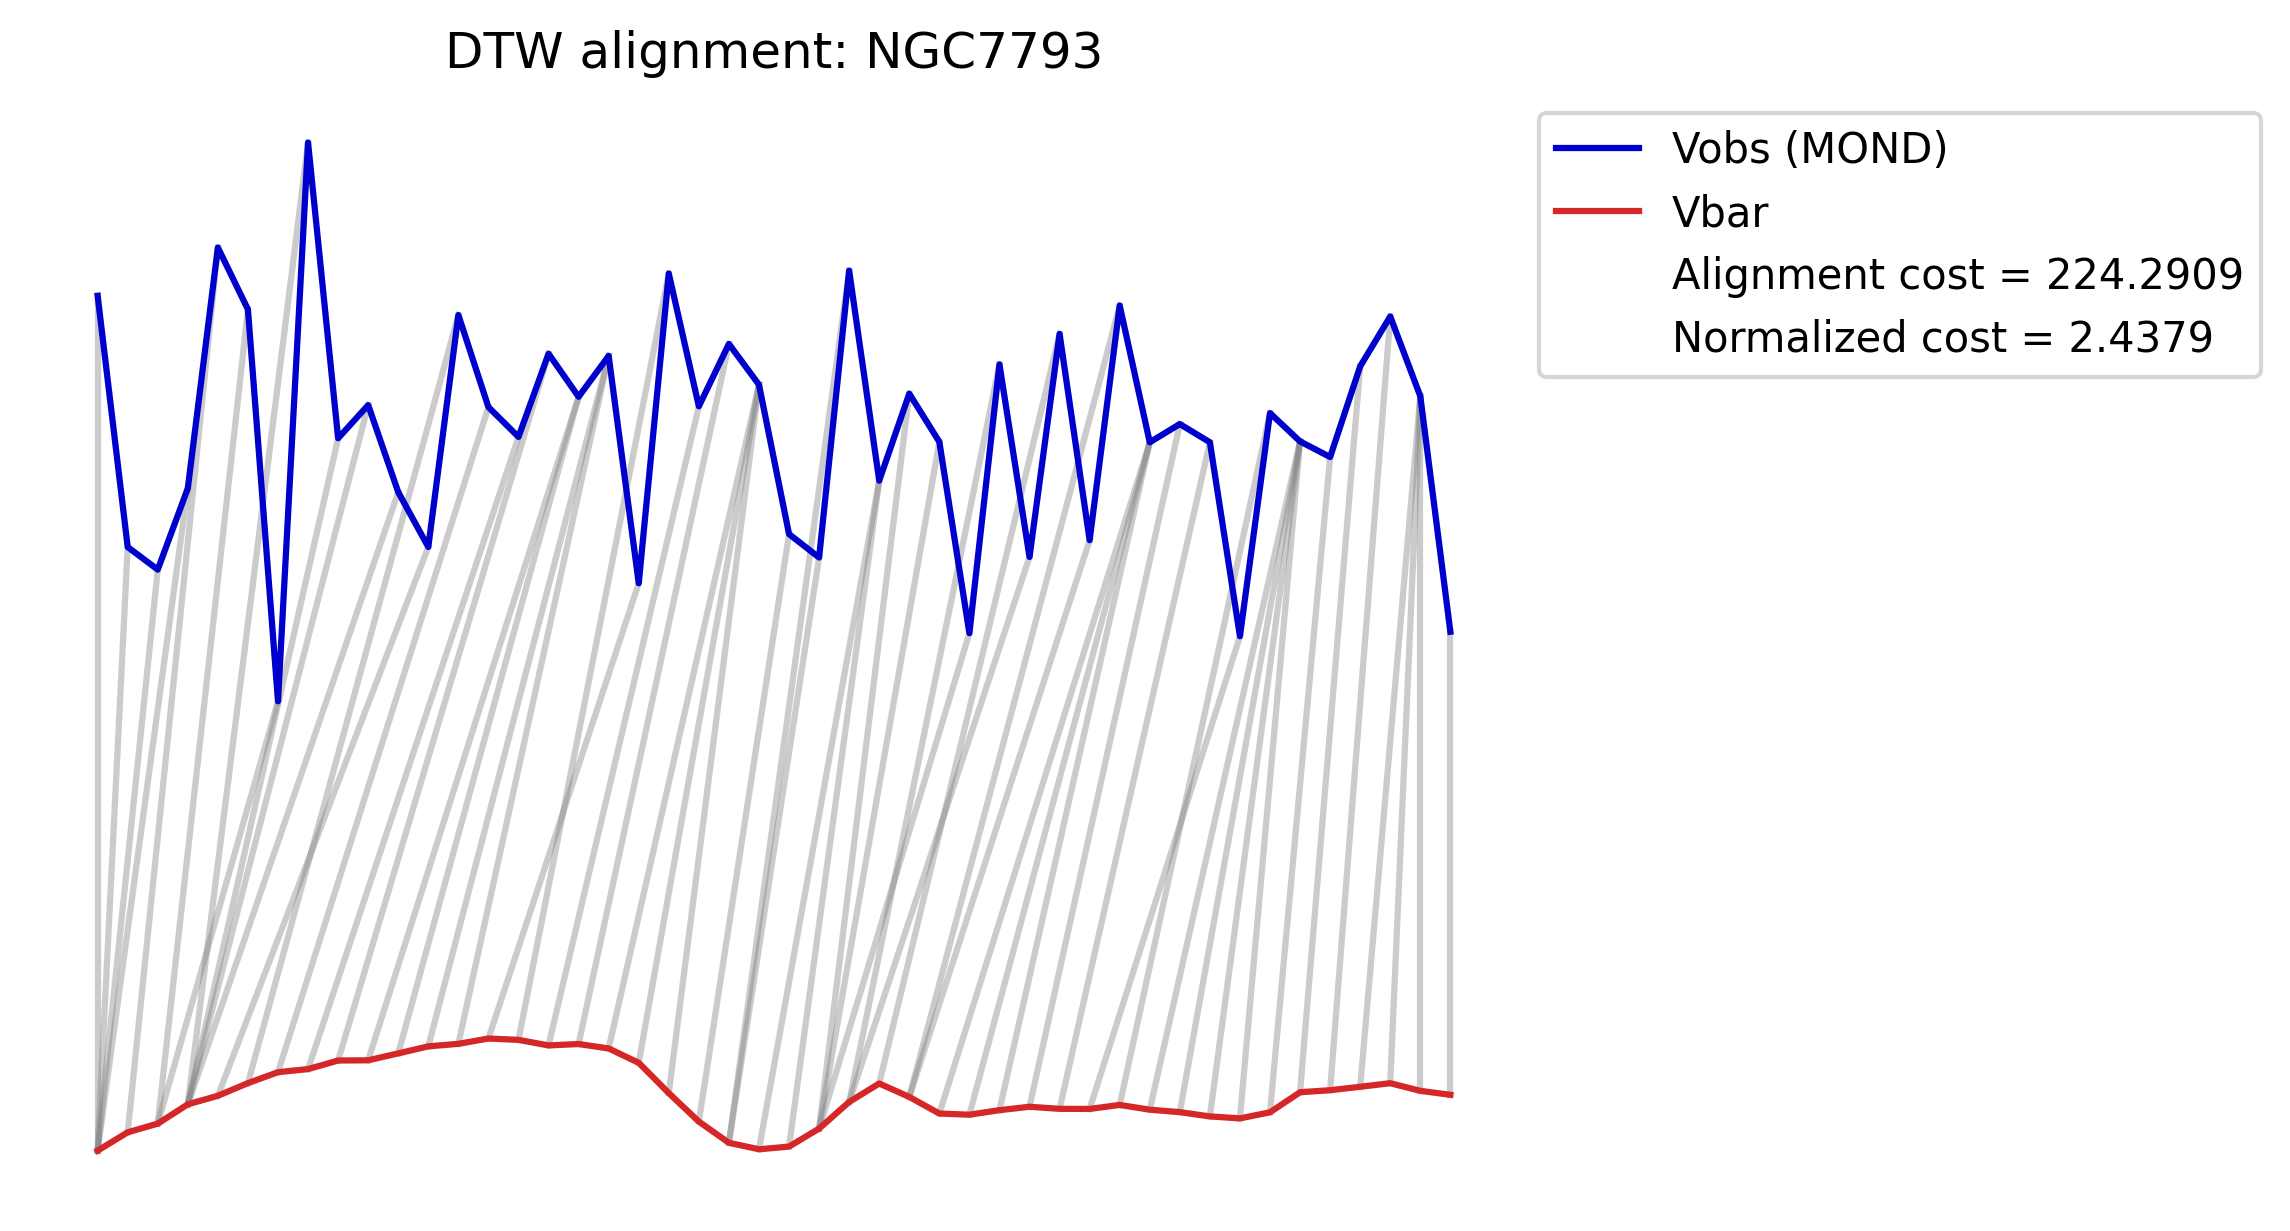 DTW alignment: NGC7793
Vobs (MOND)
Vbar
Alignment cost = 224.2909
Normalized cost = 2.4379